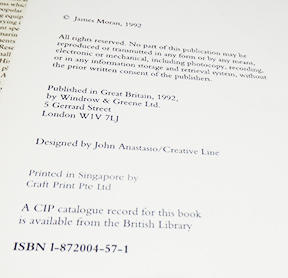 © James Moran, 1992
All rights reserved. No part of this publication may be
reproduced or transmitted in any form or by any means,
electronic or mechanical, including photocopy, recording,
or in any information storage and retrieval system, without
the prior written consent of the publishers.
Published in Great Britain, 1992,
by Windrow & Greene Ltd.
5 Gerrard Street
London W1V 7LJ
Designed by John Anastasio/Creative Line
Printed in Singapore by
Craft Print Pte Ltd
A CIP catalogue record for this book
is available from the British Library
ISBN 1-872004-57-1